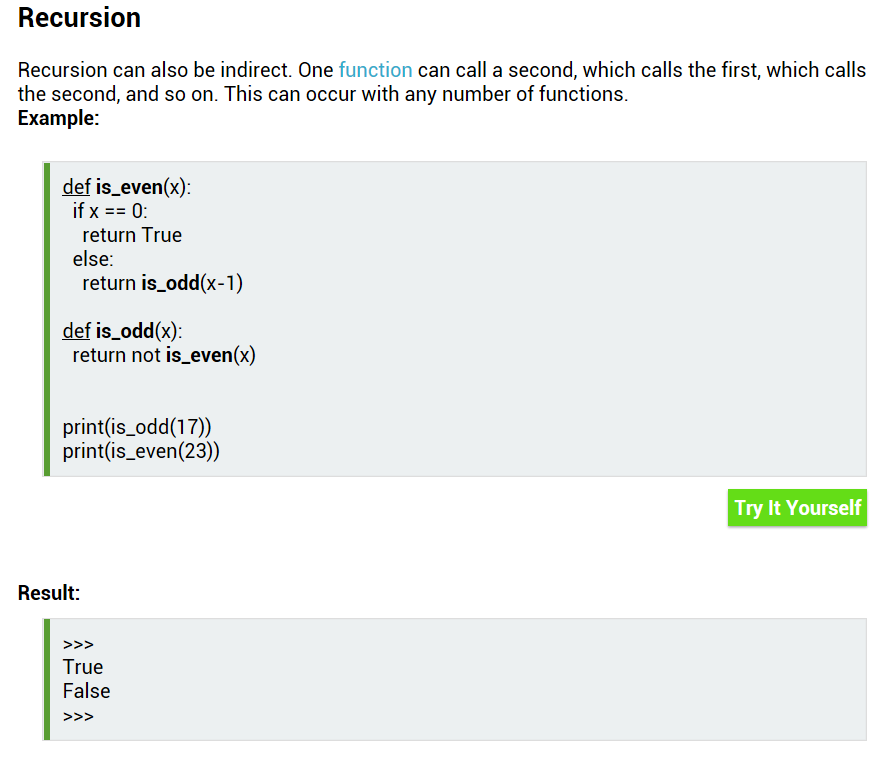 Recursion
Recursion can also be indirect. One function can call a second, which calls the first, which calls
the second, and so on. This can occur with any number of functions.
Example:
def is_even(x):
if x == 0:
return True
else:
return is_odd(x-1)
def is_odd(x):
return not is_even(x)
print(is_odd(17))
print(is_even(23))
Try It Yourself
Result:
>>>
True
False
>>>